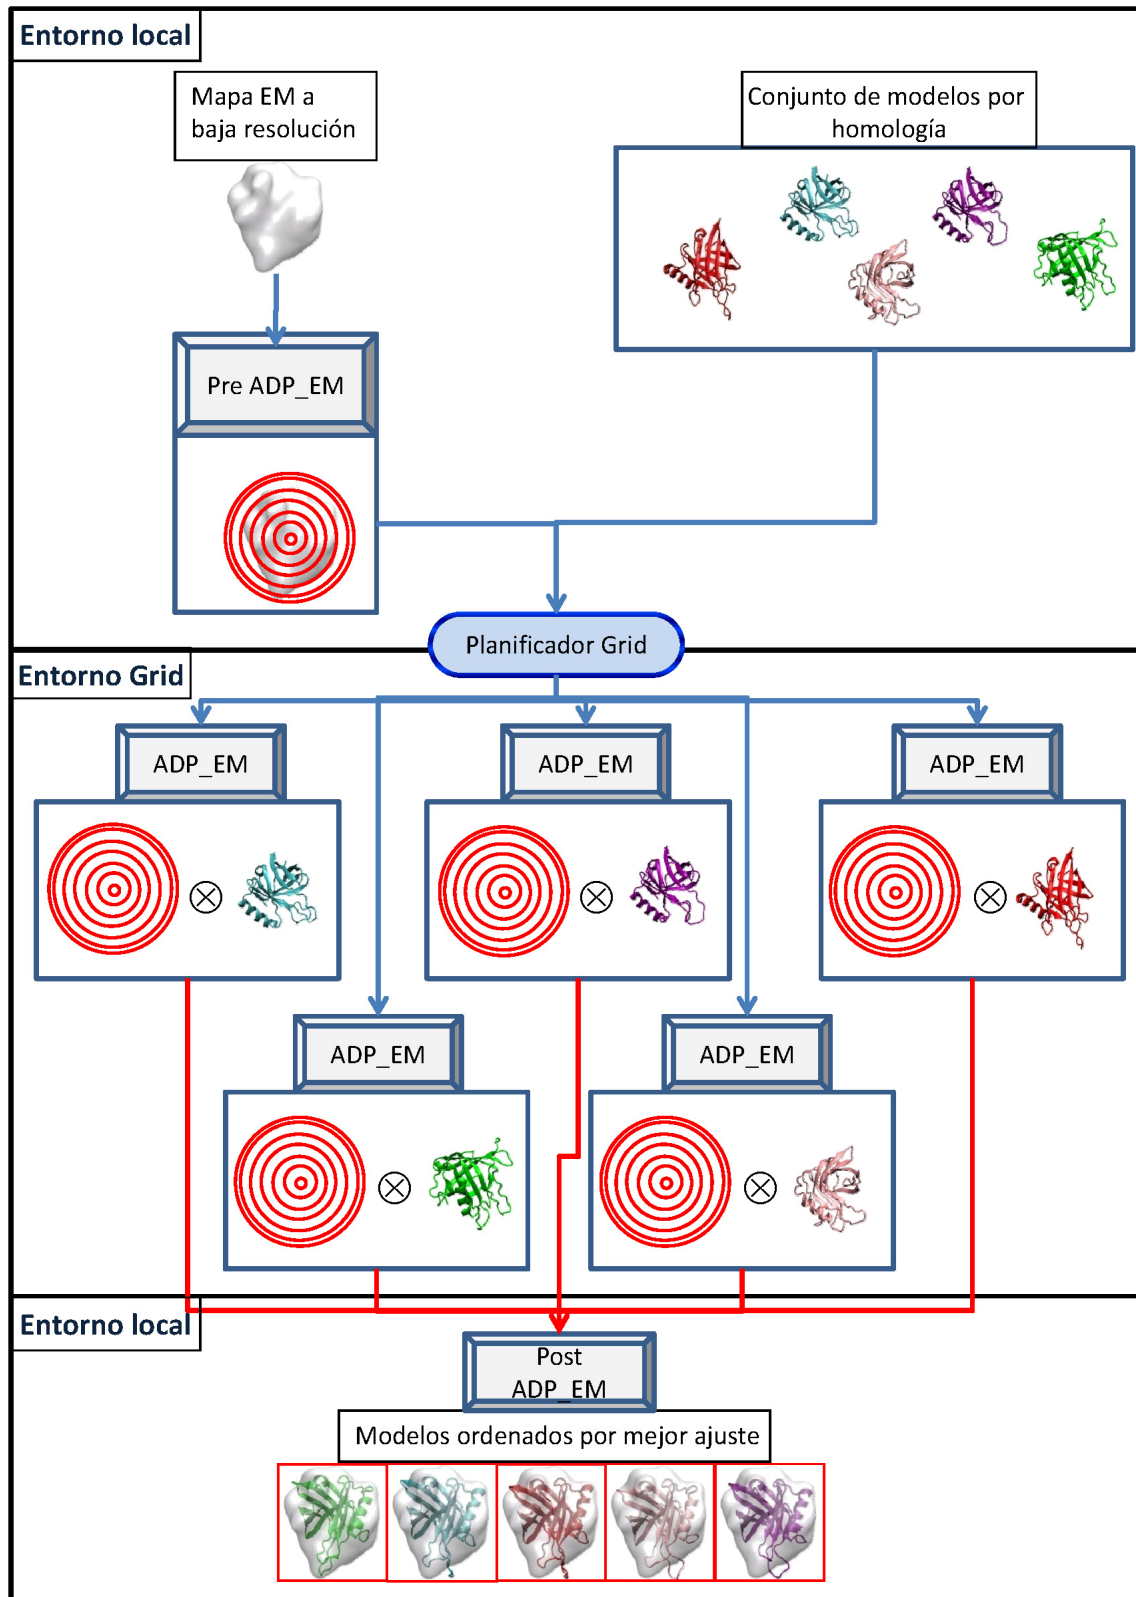 Entorno local
Mapa EM a
baja resolución
Conjunto de modelos por
homología
Pre ADP_EM
Planificador Grid
Entorno Grid
ADP_EM
ADP_EM
ADP_EM
ADP_EM
ADP_EM
Entorno local
Post
ADP_EM
Modelos ordenados por mejor ajuste